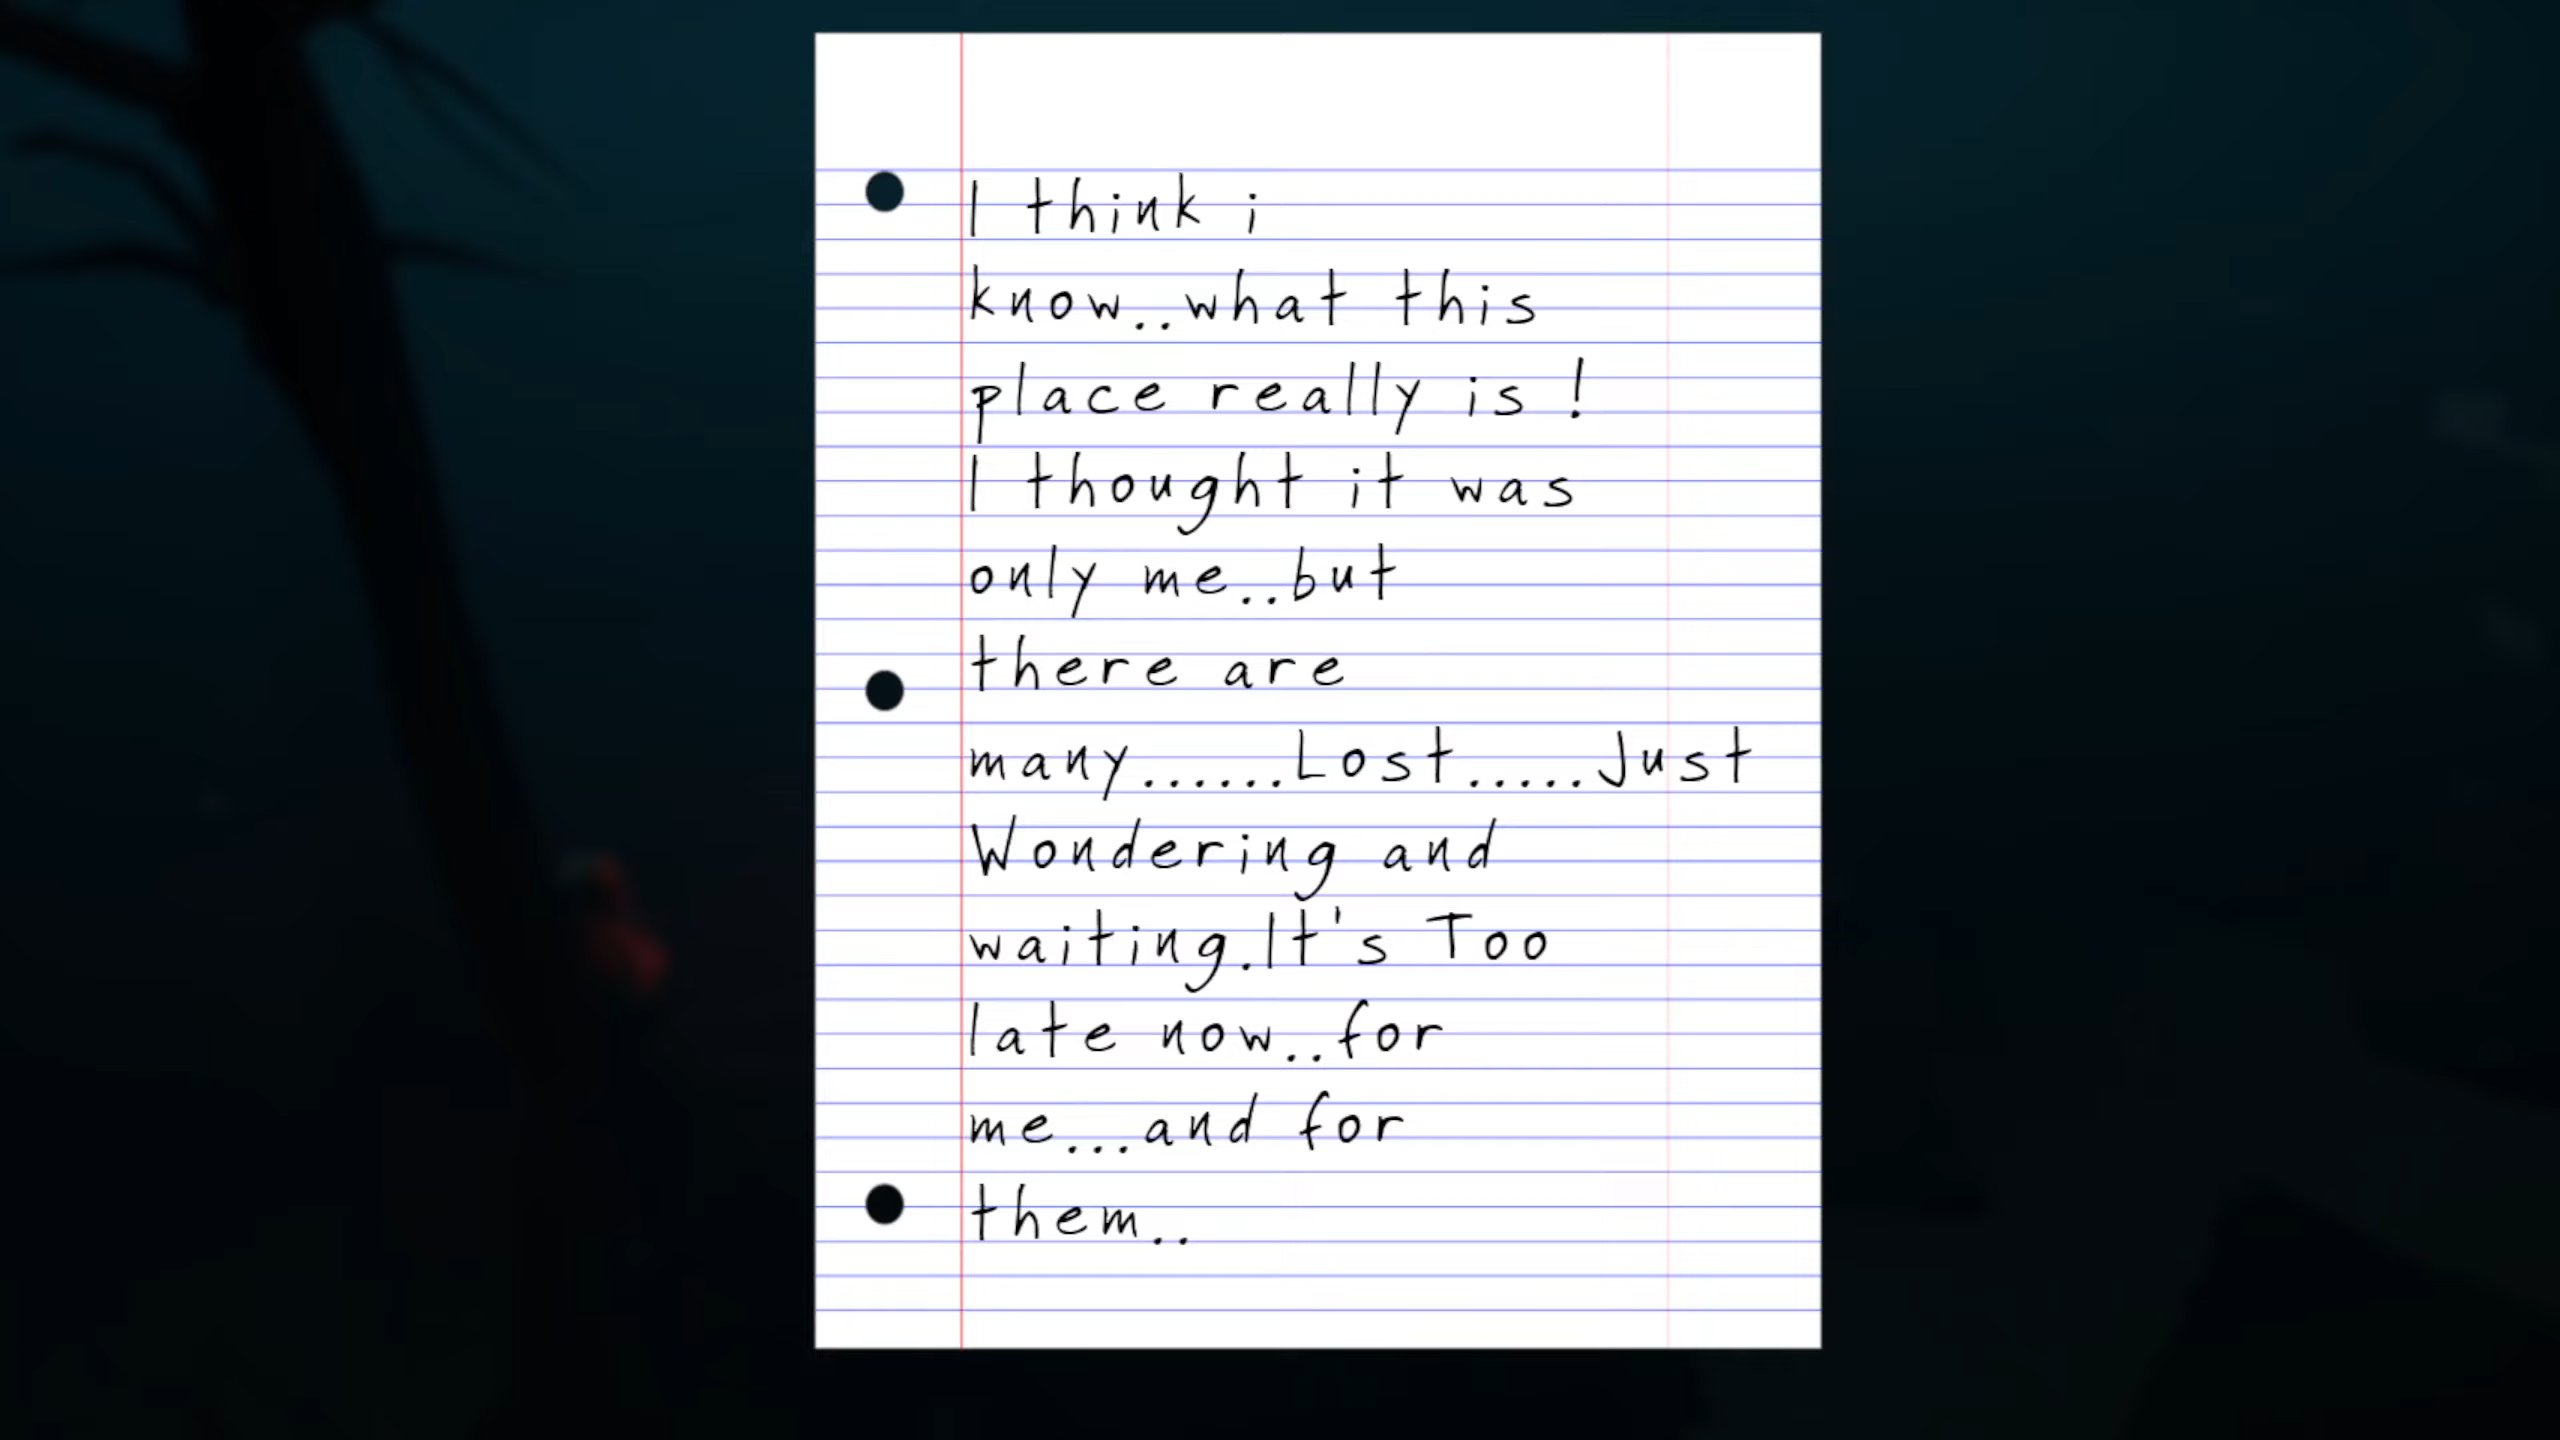 I think i
know..what this
place really is !
I thought it was
only me..but
there are
many......Lost.....Just
Wondering and
waiting.It's Too
late now..for
me...and for
them..